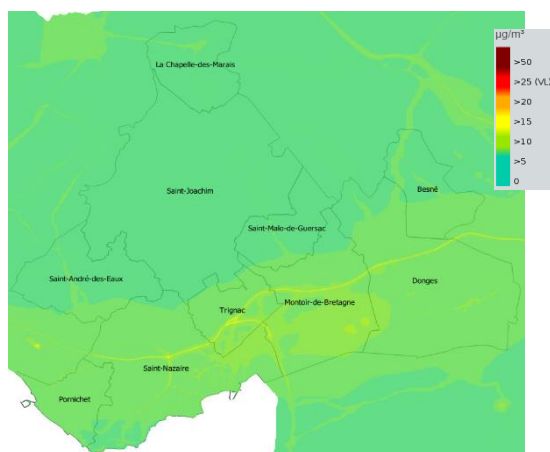 µg/m³
>50
>25 (VL)
>20
>15
>10
>5
0
La Chapelle-des-Marais
Saint-Joachim
Besné
Saint-Malo-de-Guersac
Saint-André-des-Eaux
Donges
Montoir-de-Bretagne
Trignac
Saint-Nazaire
Pornichet